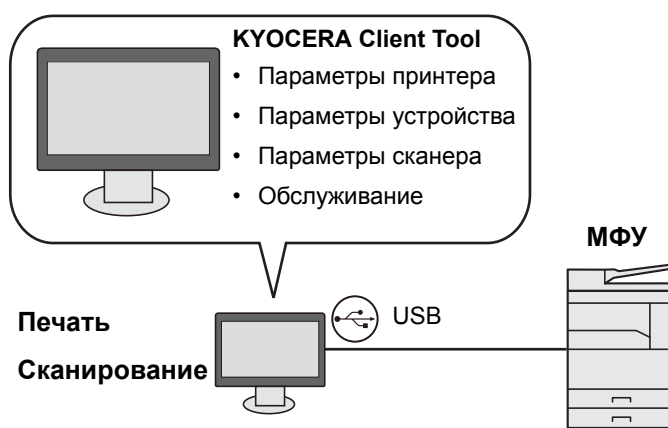 KYOCERA Client Tool
• Параметры принтера
• Параметры устройства
• Параметры сканера
• Обслуживание
МФУ
USB
Печать
Сканирование